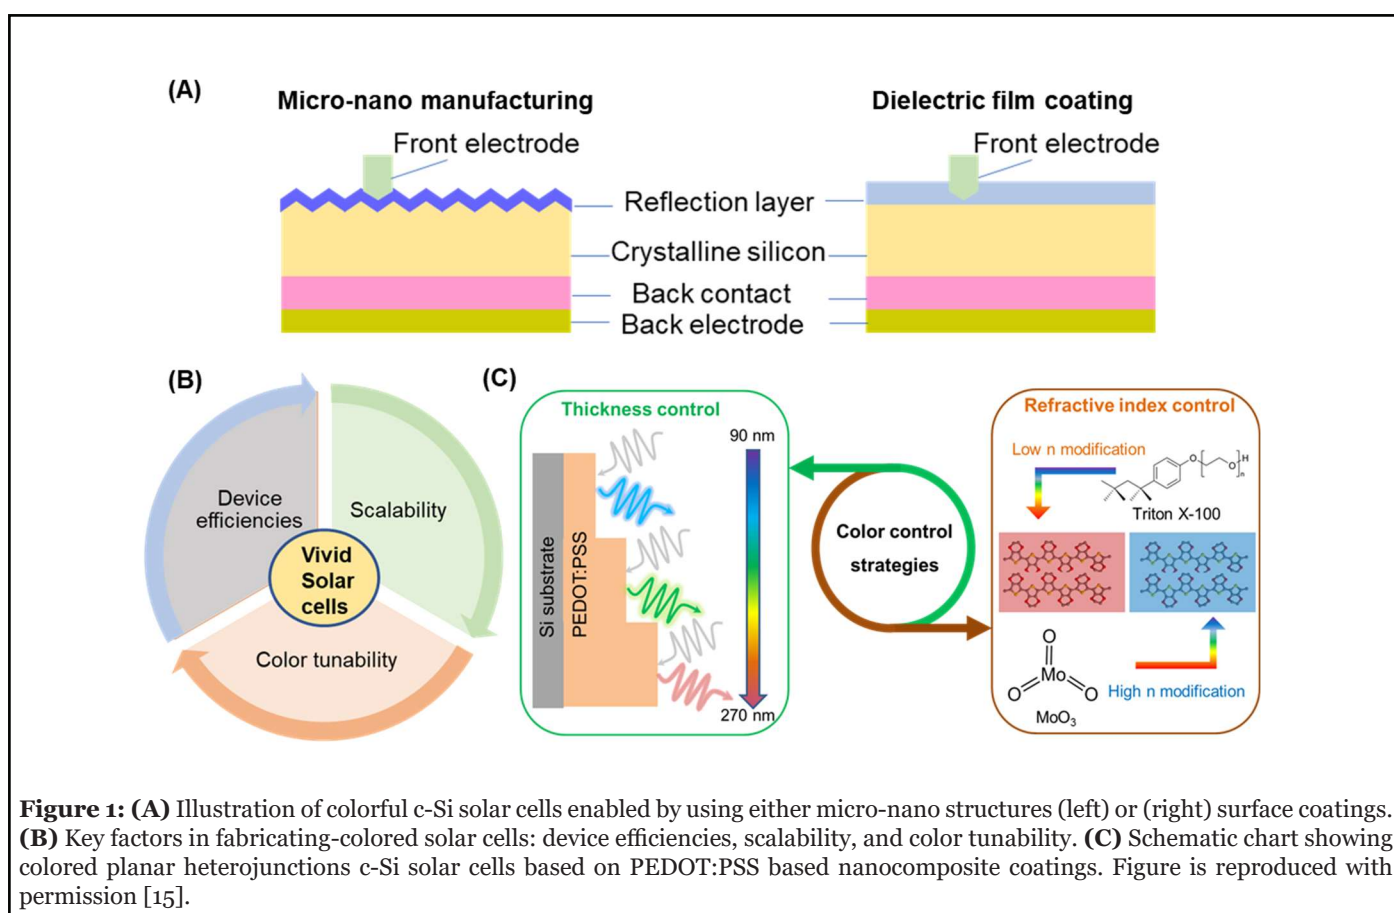 (A)
Micro-nano manufacturing
Dielectric film coating
Front electrode
Front electrode
Reflection layer
Crystalline silicon
Back contact
Back electrode
(B)
Device
efficiencies
Scalability
Vivid
Solar
cells
Color tunability
(C)
Thickness control
90 nm
Si substrate
PEDOT:PSS
270 nm
Color control
strategies
Refractive index control
Low n modification
O
O
H
n
Triton X-100
O
Mo
O
O
MoO3
High n modification
Figure 1: (A) Illustration of colorful c-Si solar cells enabled by using either micro-nano structures (left) or (right) surface coatings.
(B) Key factors in fabricating-colored solar cells: device efficiencies, scalability, and color tunability. (C) Schematic chart showing
colored planar heterojunctions c-Si solar cells based on PEDOT:PSS based nanocomposite coatings. Figure is reproduced with
permission [15].